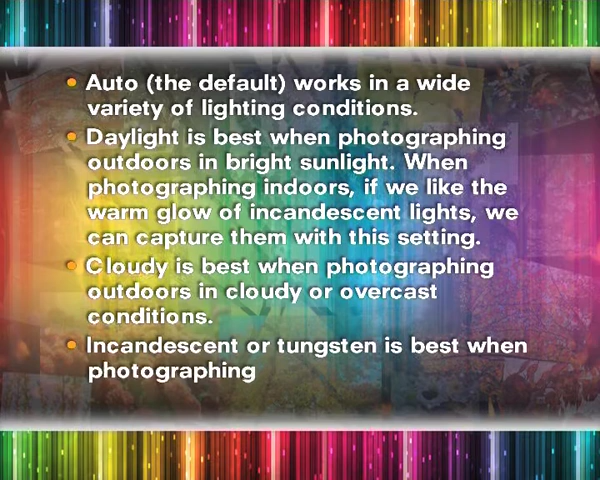 • Auto (the default) works in a wide
variety of lighting conditions.
• Daylight is best when photographing
outdoors in bright sunlight. When
photographing indoors, if we like the
warm glow of incandescent lights, we
can capture them with this setting.
• Cloudy is best when photographing
outdoors in cloudy or overcast
conditions.
• Incandescent or tungsten is best when
photographing